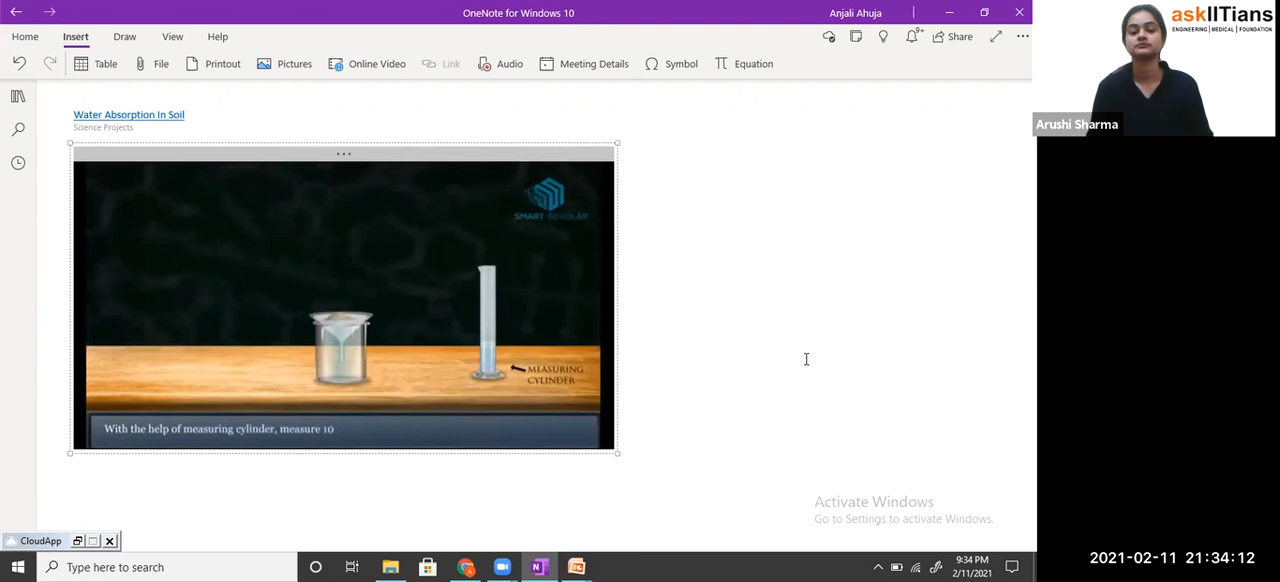 OneNote for Windows 10
Anjali Ahuja
Home Insert Draw View Help
Share
Table File Printout Pictures Online Video Link Audio Meeting Details Symbol Equation
askIITians
ENGINEERING | MEDICAL | FOUNDATION
Arushi Sharma
Water Absorption In Soil
Science Projects
SMART SCHOLAR
MEASURING
CYLINDER
With the help of measuring cylinder, measure 10
Activate Windows
Go to Settings to activate Windows.
CloudApp
Type here to search
9:34 PM
2/11/2021
2021-02-11 21:34:12